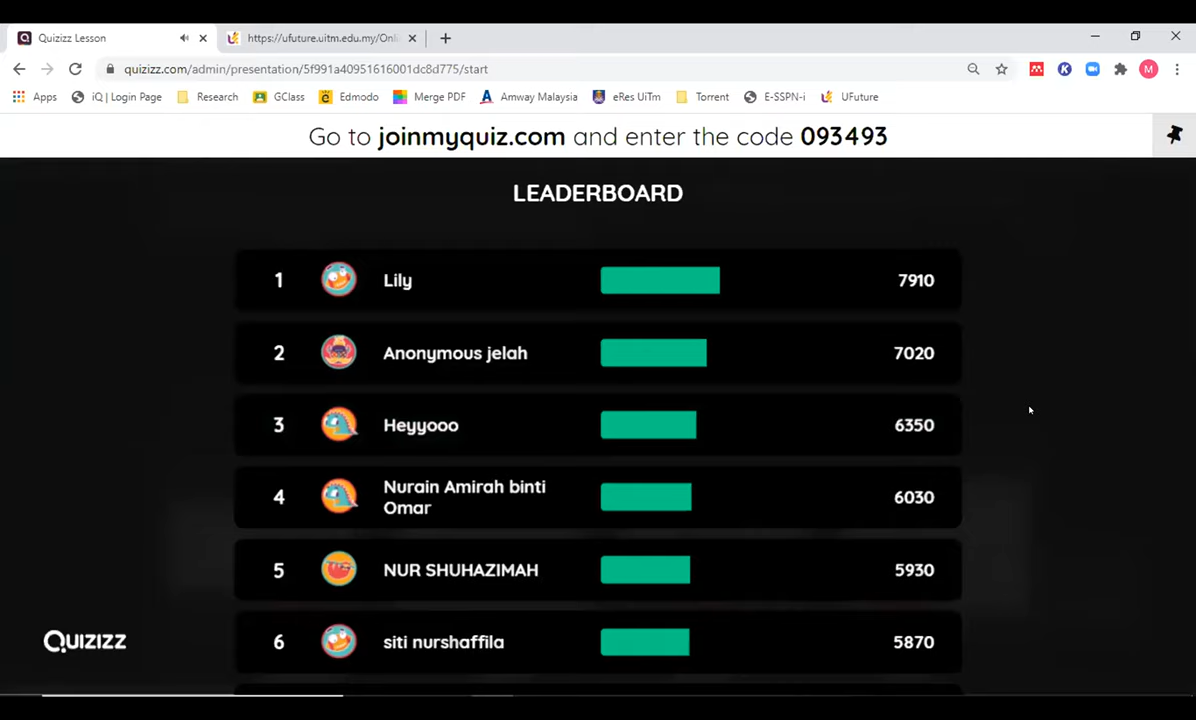 Quizizz Lesson
https://ufuture.uitm.edu.my/Onli
quizizz.com/admin/presentation/5f991a40951616001dc8d775/start
M
Apps iQ | Login Page Research GClass Edmodo Merge PDF Amway Malaysia eRes UiTm Torrent E-SSPN-i UFuture
Go to joinmyquiz.com and enter the code 093493
LEADERBOARD
1 Lily 7910
2 Anonymous jelah 7020
3 Heyyooo 6350
4 Nurain Amirah binti
Omar 6030
5 NUR SHUHAZIMAH 5930
6 siti nurshaffila 5870
Quizizz